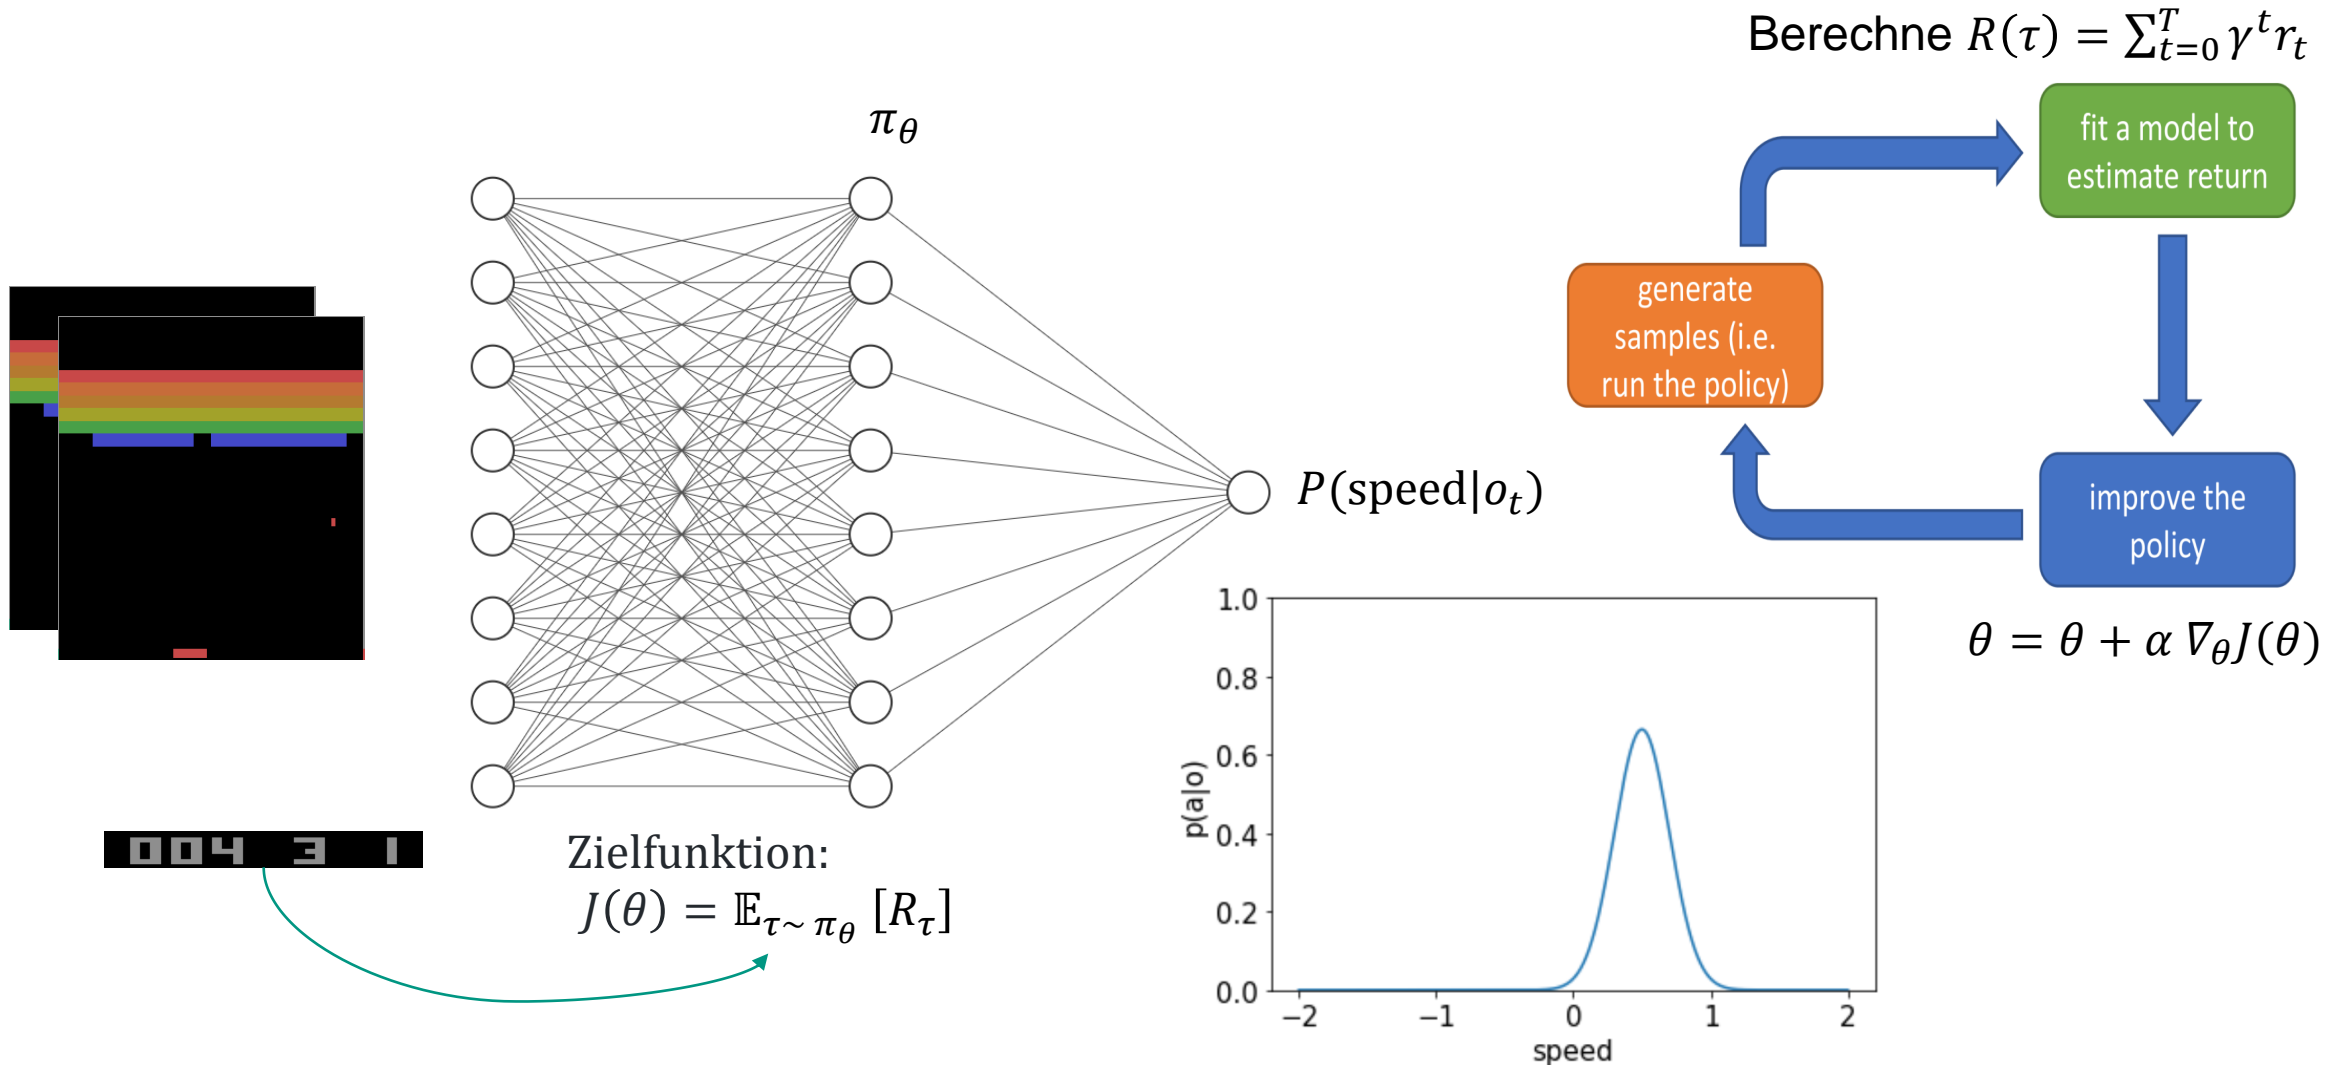 Berechne R(τ) = ∑_{t=0}^{T} γ^t r_t
π_θ
fit a model to
estimate return
generate
samples (i.e.
run the policy)
improve the
policy
P(speed|o_t)
θ = θ + α ∇_θ J(θ)
004 3 1
Zielfunktion:
J(θ) = 𝔼_{τ~ π_θ} [R_τ]
1.0
0.8
0.6
0.4
0.2
0.0
p(a|o)
−2 −1 0 1 2
speed